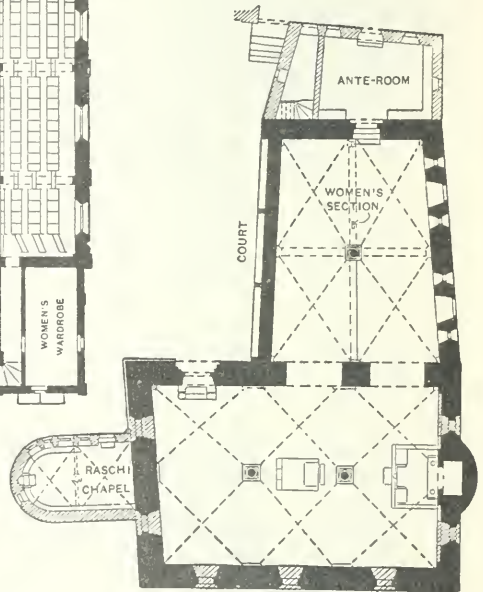 ANTE-ROOM
WOMEN'S
SECTION
COURT
WOMEN'S
WARDROBE
RASCHI
CHAPEL